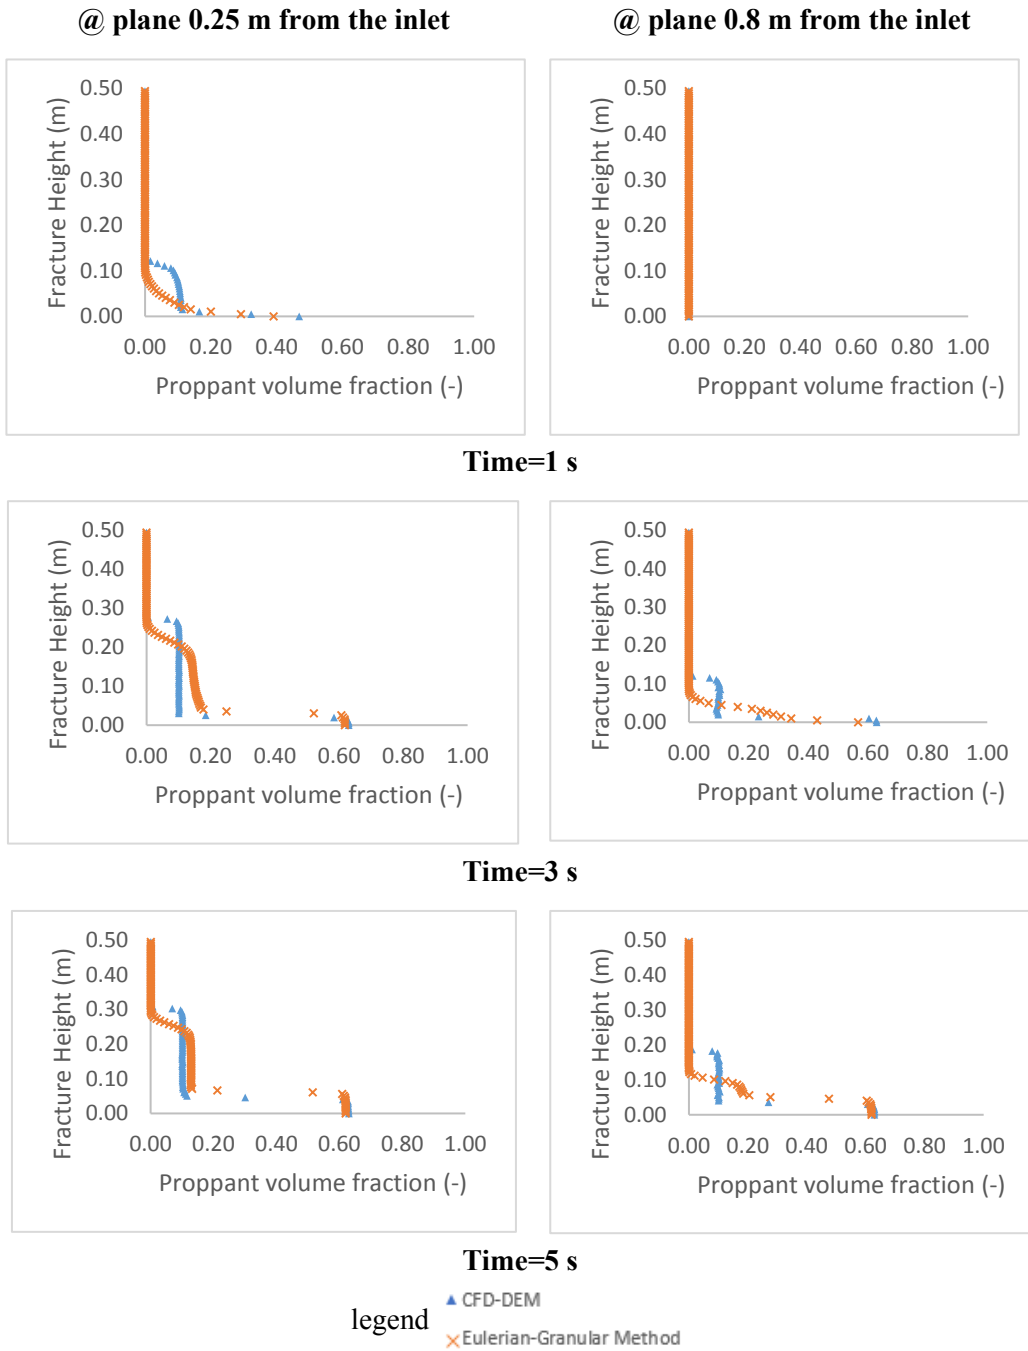 @ plane 0.25 m from the inlet
@ plane 0.8 m from the inlet
Fracture Height (m)
0.50
0.40
0.30
0.20
0.10
0.00
0.00 0.20 0.40 0.60 0.80 1.00
Proppant volume fraction (-)
Fracture Height (m)
0.50
0.40
0.30
0.20
0.10
0.00
0.00 0.20 0.40 0.60 0.80 1.00
Proppant volume fraction (-)
Time=1 s
Fracture Height (m)
0.50
0.40
0.30
0.20
0.10
0.00
0.00 0.20 0.40 0.60 0.80 1.00
Proppant volume fraction (-)
Fracture Height (m)
0.50
0.40
0.30
0.20
0.10
0.00
0.00 0.20 0.40 0.60 0.80 1.00
Proppant volume fraction (-)
Time=3 s
Fracture Height (m)
0.50
0.40
0.30
0.20
0.10
0.00
0.00 0.20 0.40 0.60 0.80 1.00
Proppant volume fraction (-)
Fracture Height (m)
0.50
0.40
0.30
0.20
0.10
0.00
0.00 0.20 0.40 0.60 0.80 1.00
Proppant volume fraction (-)
Time=5 s
legend
CFD-DEM
Eulerian-Granular Method